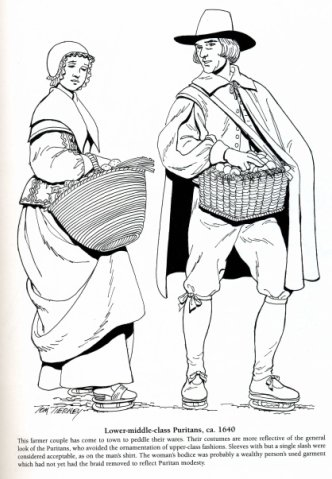 TOM TIERNEY
Lower-middle-class Puritans, ca. 1640
This farmer couple has come to town to peddle their wares. Their costumes are more reflective of the general
look of the Puritans, who avoided the ornamentation of upper-class fashions. Sleeves with but a single slash were
considered acceptable, as on the man's shirt. The woman's bodice was probably a wealthy person's used garment
which had not yet had the braid removed to reflect Puritan modesty.